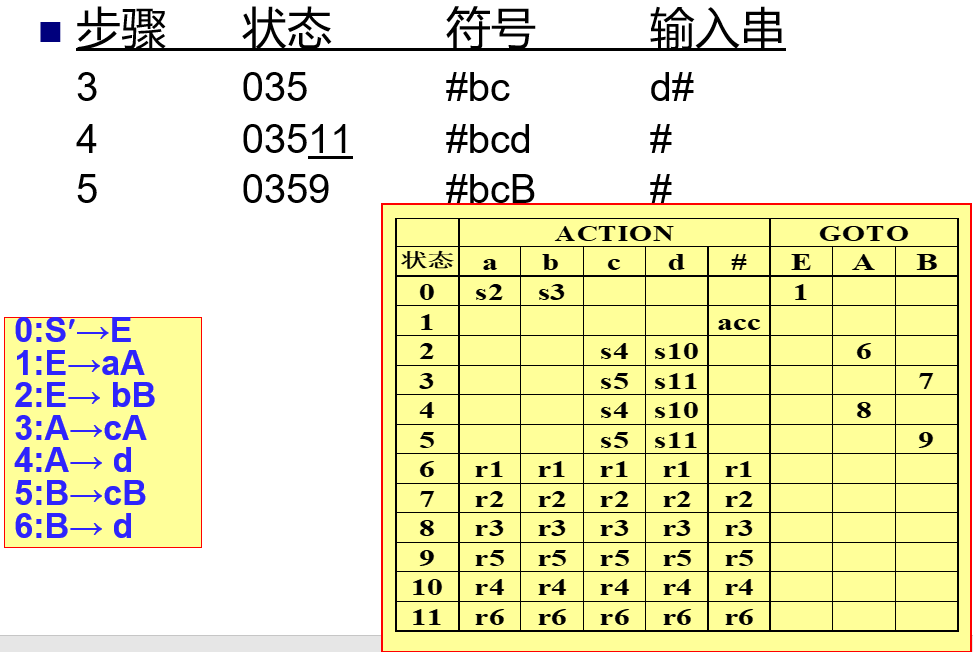 步骤 状态 符号 输入串
3 035 #bc d#
4 03511 #bcd #
5 0359 #bcB #
ACTION GOTO
状态 a b c d # E A B
0 s2 s3 1
1 acc
2 s4 s10 6
3 s5 s11 7
4 s4 s10 8
5 s5 s11 9
6 r1 r1 r1 r1 r1
7 r2 r2 r2 r2 r2
8 r3 r3 r3 r3 r3
9 r5 r5 r5 r5 r5
10 r4 r4 r4 r4 r4
11 r6 r6 r6 r6 r6
0:S′→E
1:E→aA
2:E→ bB
3:A→cA
4:A→ d
5:B→cB
6:B→ d